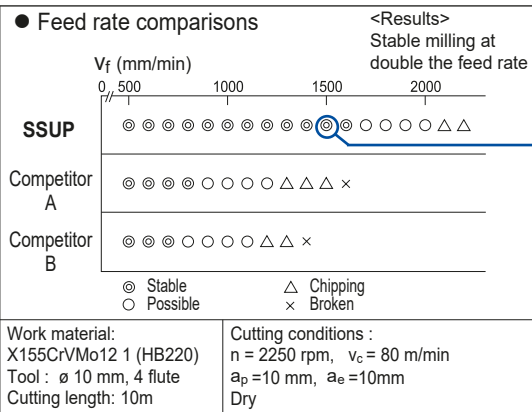 ● Feed rate comparisons
<Results>
Stable milling at
double the feed rate
Vf (mm/min)
0 500 1000 1500 2000
SSUP
Competitor
A
Competitor
B
◎ Stable △ Chipping
○ Possible × Broken
Work material:
X155CrVMo12 1 (HB220)
Tool : ø 10 mm, 4 flute
Cutting length: 10m
Cutting conditions :
n = 2250 rpm, vc = 80 m/min
ap =10 mm, ae =10mm
Dry